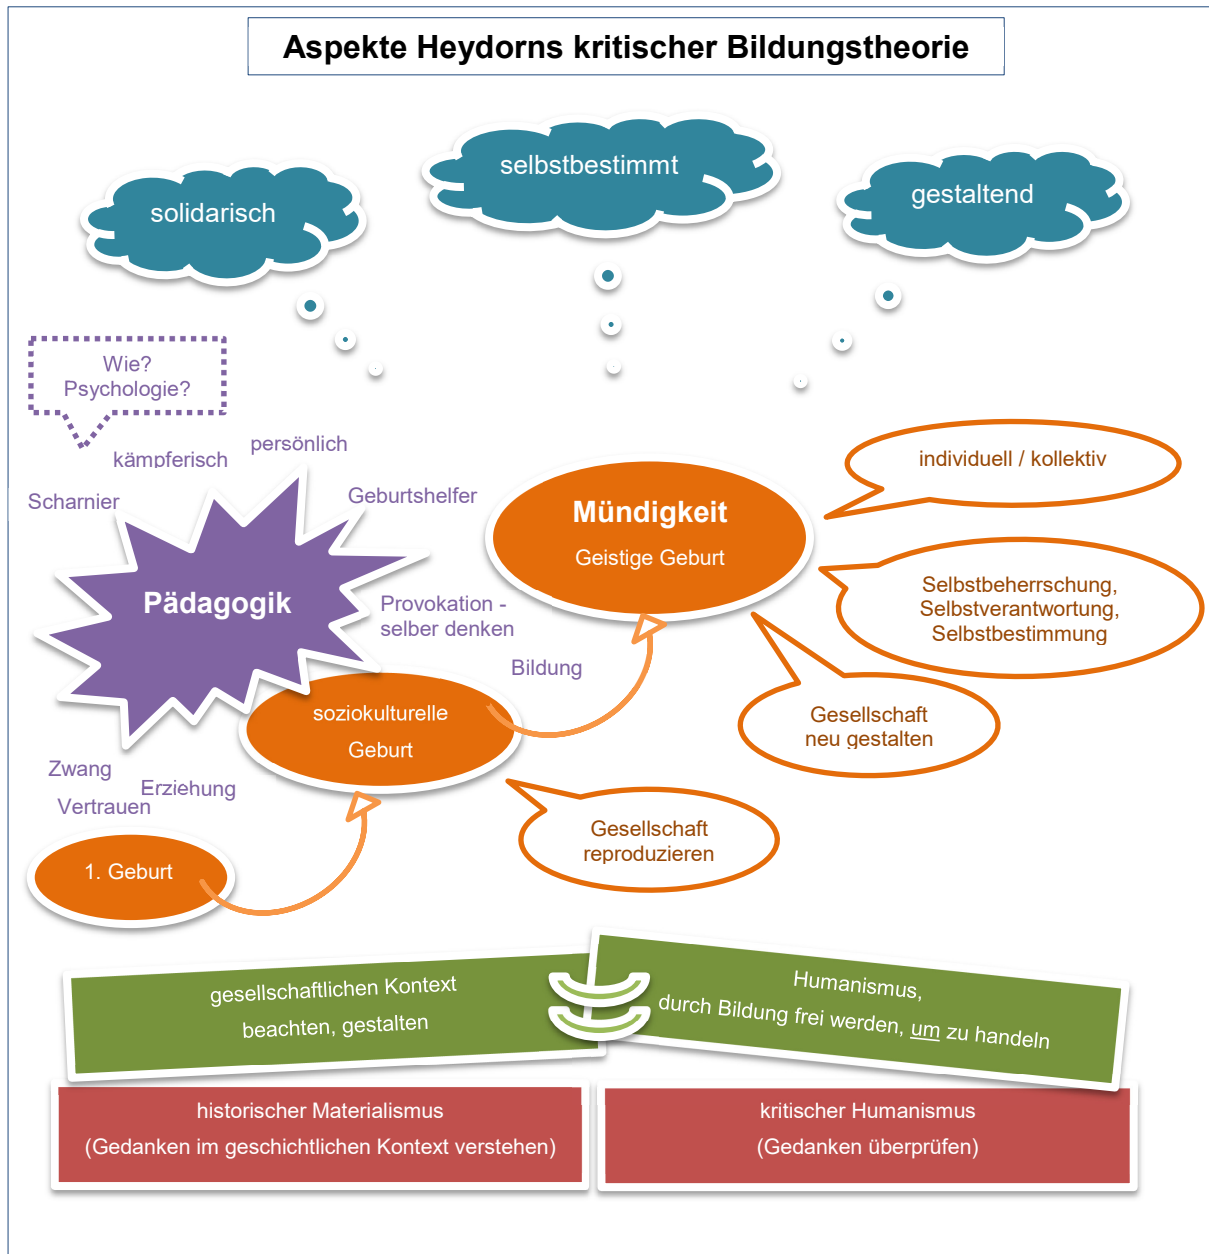 Aspekte Heydorns kritischer Bildungstheorie
solidarisch
selbstbestimmt
gestaltend
Wie?
Psychologie?
kämpferisch
persönlich
Scharnier
Geburtshelfer
Pädagogik
Provokation -
selber denken
Bildung
Mündigkeit
Geistige Geburt
individuell / kollektiv
Selbstbeherrschung,
Selbstverantwortung,
Selbstbestimmung
Gesellschaft
neu gestalten
soziokulturelle
Geburt
Zwang
Erziehung
Vertrauen
Gesellschaft
reproduzieren
1. Geburt
gesellschaftlichen Kontext
beachten, gestalten
Humanismus,
durch Bildung frei werden, um zu handeln
historischer Materialismus
(Gedanken im geschichtlichen Kontext verstehen)
kritischer Humanismus
(Gedanken überprüfen)